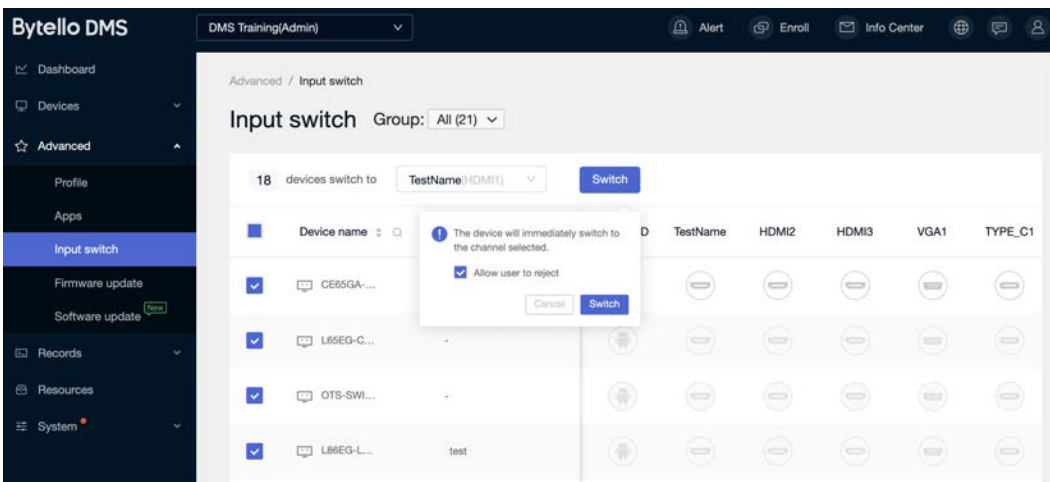 Bytello DMS
DMS Training(Admin)
Alert
Enroll
Info Center
Dashboard
Devices
Advanced
Profile
Apps
Input switch
Firmware update
Software update New
Records
Resources
System
Advanced / Input switch
Input switch Group: All (21)
18 devices switch to TestName(HDMI1) Switch
Device name D TestName HDMI2 HDMI3 VGA1 TYPE_C1
The device will immediately switch to
the channel selected.
Allow user to reject
Cancel Switch
CE65GA-...
L65EG-C... -
OTS-SWI... -
L86EG-L... test